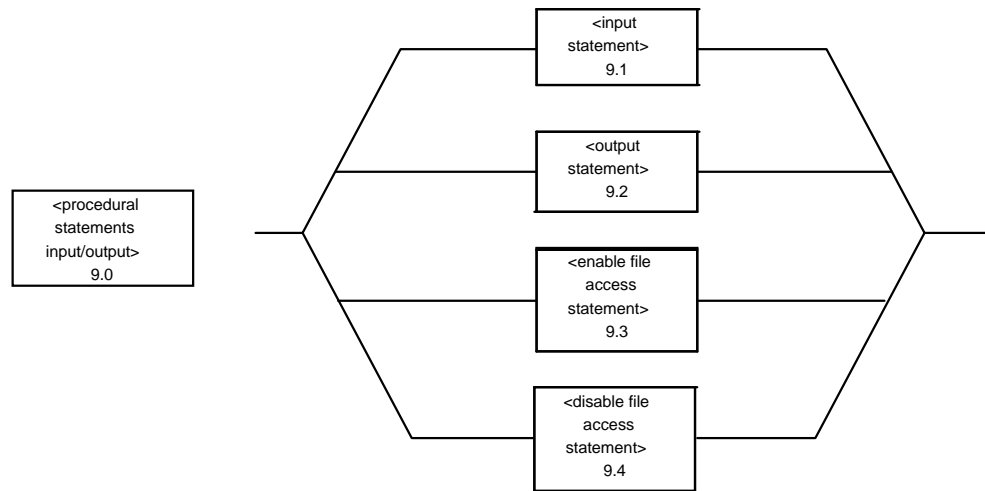 <procedural
statements
input/output>
9.0
<input
statement>
9.1
<output
statement>
9.2
<enable file
access
statement>
9.3
<disable file
access
statement>
9.4